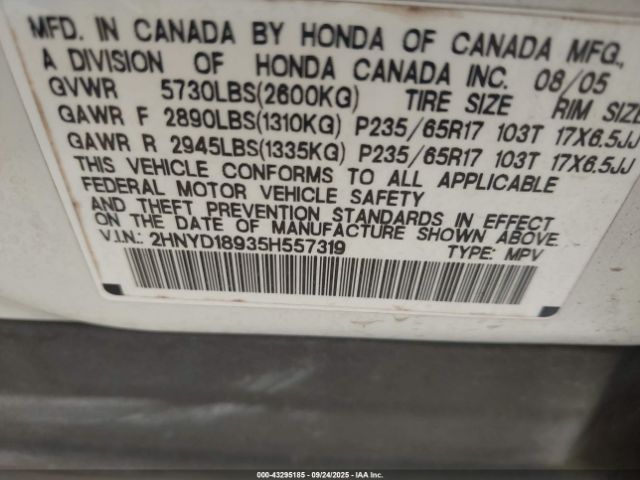 MFD. IN CANADA BY HONDA OF CANADA MFG.,
A DIVISION OF HONDA CANADA INC. 08/05
GVWR 5730LBS(2600KG) TIRE SIZE RIM SIZE
GAWR F 2890LBS(1310KG) P235/65R17 103T 17X6.5JJ
GAWR R 2945LBS(1335KG) P235/65R17 103T 17X6.5JJ
THIS VEHICLE CONFORMS TO ALL APPLICABLE
FEDERAL MOTOR VEHICLE SAFETY
AND THEFT PREVENTION STANDARDS IN EFFECT
ON THE DATE OF MANUFACTURE SHOWN ABOVE.
V.I.N.: 2HNYD18935H557319 TYPE: MPV
000-43295185 - 09/24/2025 - IAA Inc.